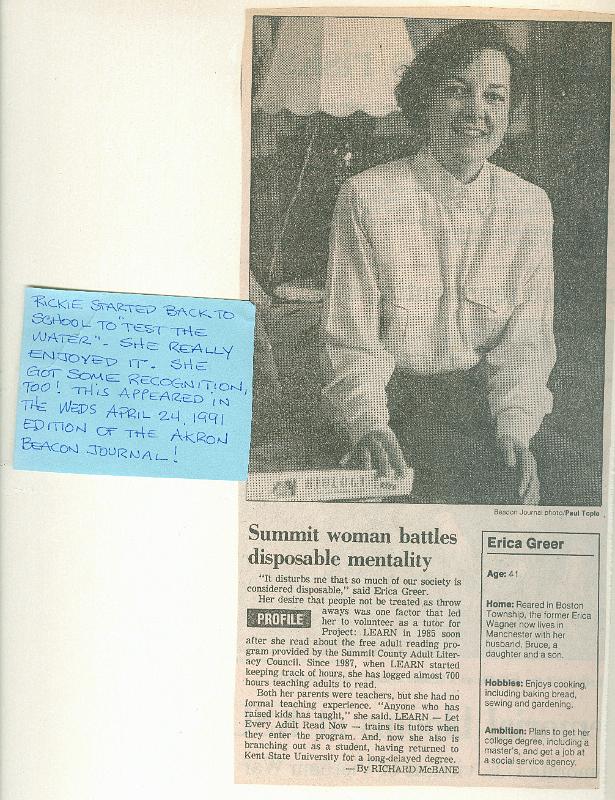 RICKIE STARTED BACK TO
SCHOOL TO "TEST THE
WATER". SHE REALLY
ENJOYED IT. SHE
GOT SOME RECOGNITION,
TOO! THIS APPEARED IN
THE WEDS APRIL 24, 1991
EDITION OF THE AKRON
BEACON JOURNAL!
Beacon Journal photo/Paul Tople
Summit woman battles
disposable mentality
"It disturbs me that so much of our society is
considered disposable," said Erica Greer.
Her desire that people not be treated as throw
aways was one factor that led
PROFILE her to volunteer as a tutor for
Project: LEARN in 1985 soon
after she read about the free adult reading pro-
gram provided by the Summit County Adult Liter-
acy Council. Since 1987, when LEARN started
keeping track of hours, she has logged almost 700
hours teaching adults to read.
Both her parents were teachers, but she had no
formal teaching experience. "Anyone who has
raised kids has taught," she said. LEARN — Let
Every Adult Read Now — trains its tutors when
they enter the program. And, now she also is
branching out as a student, having returned to
Kent State University for a long-delayed degree.
— By RICHARD McBANE
Erica Greer
Age: 41
Home: Reared in Boston
Township, the former Erica
Wagner now lives in
Manchester with her
husband, Bruce, a
daughter and a son.
Hobbies: Enjoys cooking,
including baking bread,
sewing and gardening.
Ambition: Plans to get her
college degree, including a
master's, and get a job at
a social service agency.